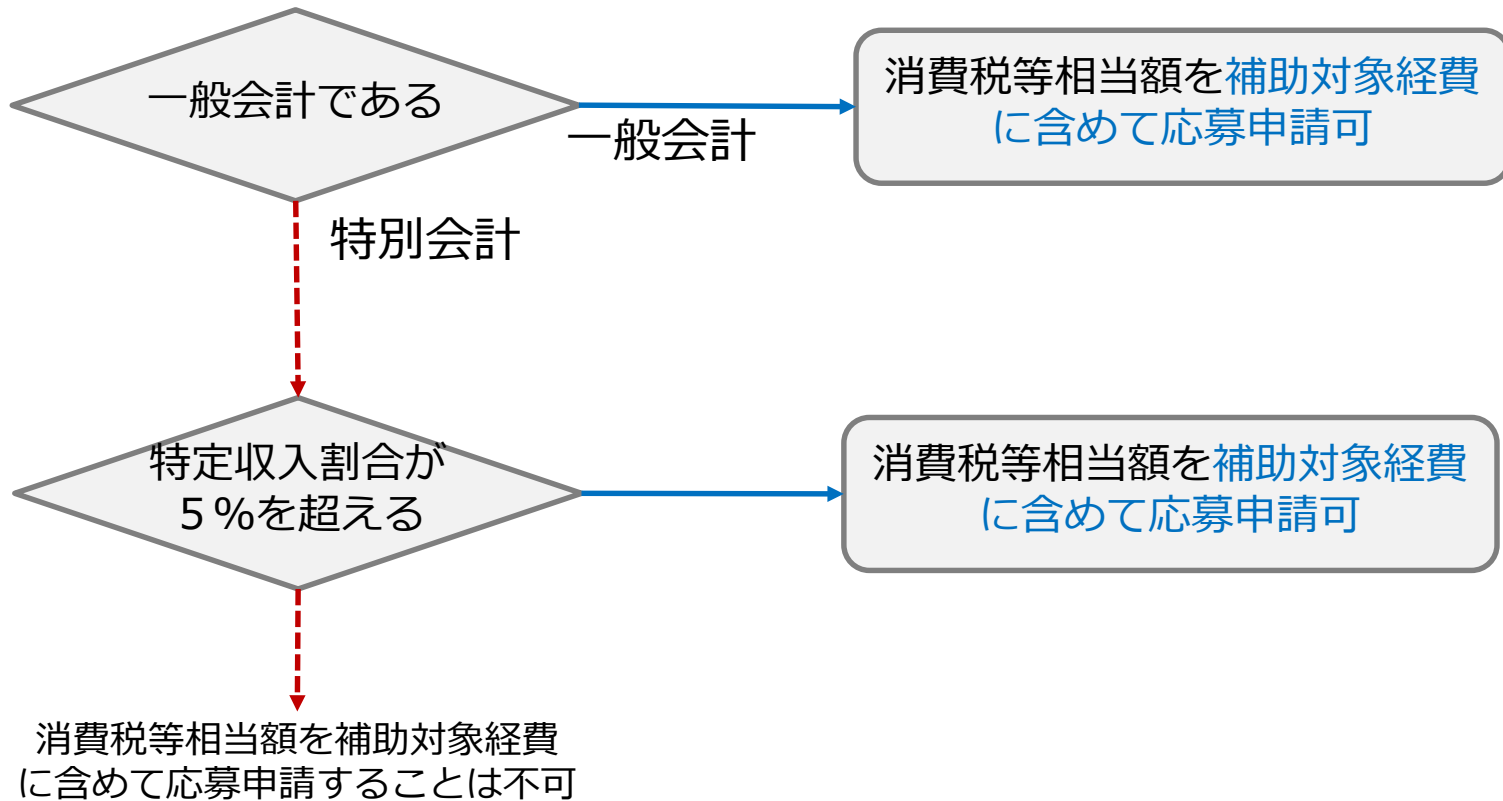 一般会計である
一般会計
消費税等相当額を補助対象経費
に含めて応募申請可
特別会計
特定収入割合が
５％を超える
消費税等相当額を補助対象経費
に含めて応募申請可
消費税等相当額を補助対象経費
に含めて応募申請することは不可